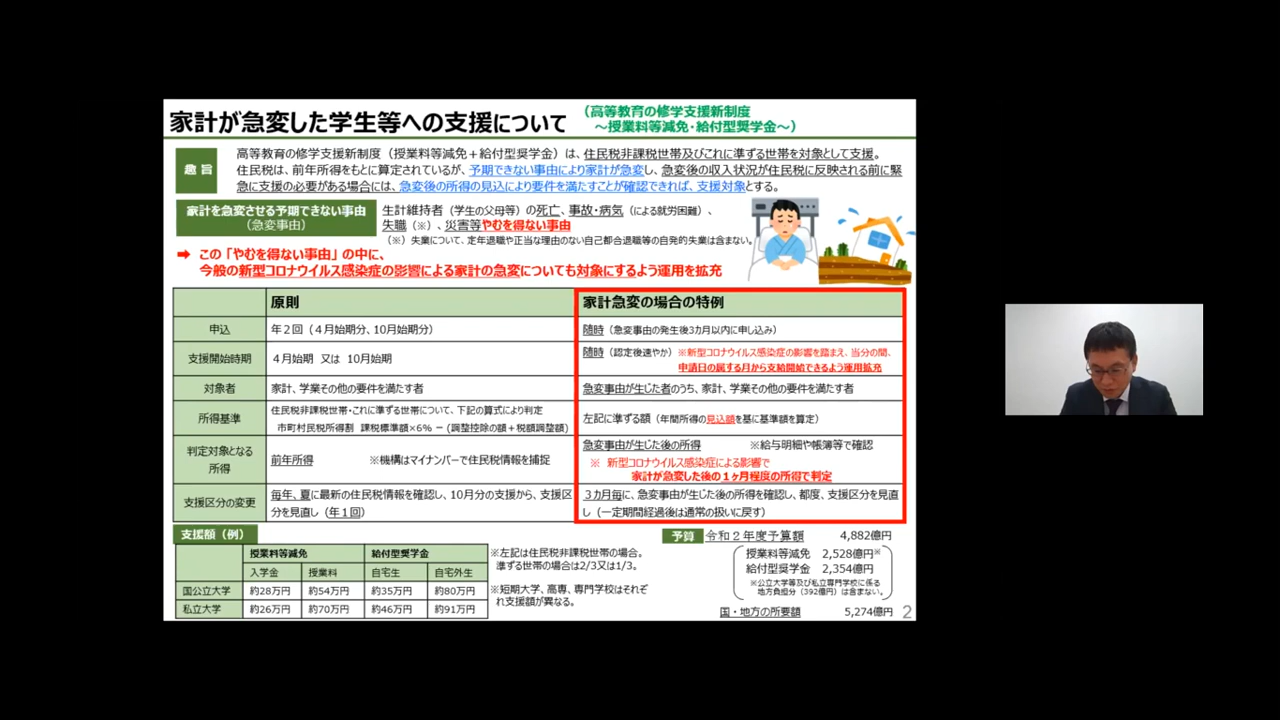 家計が急変した学生等への支援について
（高等教育の修学支援新制度
～授業料等減免・給付型奨学金～）
趣 旨
高等教育の修学支援新制度（授業料等減免＋給付型奨学金）は、住民税非課税世帯及びこれに準ずる世帯を対象として支援。
住民税は、前年所得をもとに算定されているが、予期できない事由により家計が急変し、急変後の収入状況が住民税に反映される前に緊
急に支援の必要がある場合には、急変後の所得の見込により要件を満たすことが確認できれば、支援対象とする。
家計を急変させる予期できない事由
（急変事由）
生計維持者（学生の父母等）の死亡、事故・病気（による就労困難）、
失職（※）、災害等やむを得ない事由
（※）失業について、定年退職や正当な理由のない自己都合退職等の自発的失業は含まない。
➡ この「やむを得ない事由」の中に、
今般の新型コロナウイルス感染症の影響による家計の急変についても対象にするよう運用を拡充
原則
家計急変の場合の特例
申込
年２回（４月始期分、10月始期分）
随時（急変事由の発生後3カ月以内に申し込み）
支援開始時期
４月始期　又は　10月始期
随時（認定後速やか）※新型コロナウイルス感染症の影響を踏まえ、当分の間、
申請日の属する月から支給開始できるよう運用拡充
対象者
家計、学業その他の要件を満たす者
急変事由が生じた者のうち、家計、学業その他の要件を満たす者
所得基準
住民税非課税世帯・これに準ずる世帯について、下記の算式により判定
市町村民税所得割　課税標準額×6％ －（調整控除の額＋税額調整額）
左記に準ずる額（年間所得の見込額を基に基準額を算定）
判定対象となる
所得
前年所得　※機構はマイナンバーで住民税情報を捕捉
急変事由が生じた後の所得　※給与明細や帳簿等で確認
※ 新型コロナウイルス感染症による影響で
家計が急変した後の１ヶ月程度の所得で判定
支援区分の変更
毎年、夏に最新の住民税情報を確認し、10月分の支援から、支援区
分を見直し（年１回）
３カ月毎に、急変事由が生じた後の所得を確認し、都度、支援区分を見直
し（一定期間経過後は通常の扱いに戻す）
支援額（例）
授業料等減免　給付型奨学金
入学金　授業料　自宅生　自宅外生
国公立大学　約28万円　約54万円　約35万円　約80万円
私立大学　約26万円　約70万円　約46万円　約91万円
※左記は住民税非課税世帯の場合。
準ずる世帯の場合は2/3又は1/3。
※短期大学、高専、専門学校はそれぞ
れ支援額が異なる。
予算　令和２年度予算額　4,882億円
授業料等減免　2,528億円※
給付型奨学金　2,354億円
※公立大学等及び私立専門学校に係る
地方負担分（392億円）は含まない。
国・地方の所要額　5,274億円
2